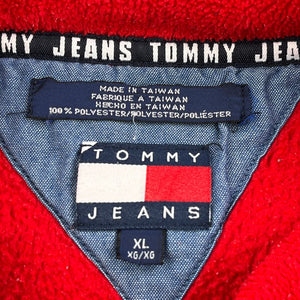 MY JEANS TOMMY JEA
MADE IN TAIWAN
FABRIQUE A TAIWAN
HECHO EN TAIWAN
100% POLYESTER/POLYESTER/POLIÉSTER
TOMMY
JEANS
XL
XG/XG